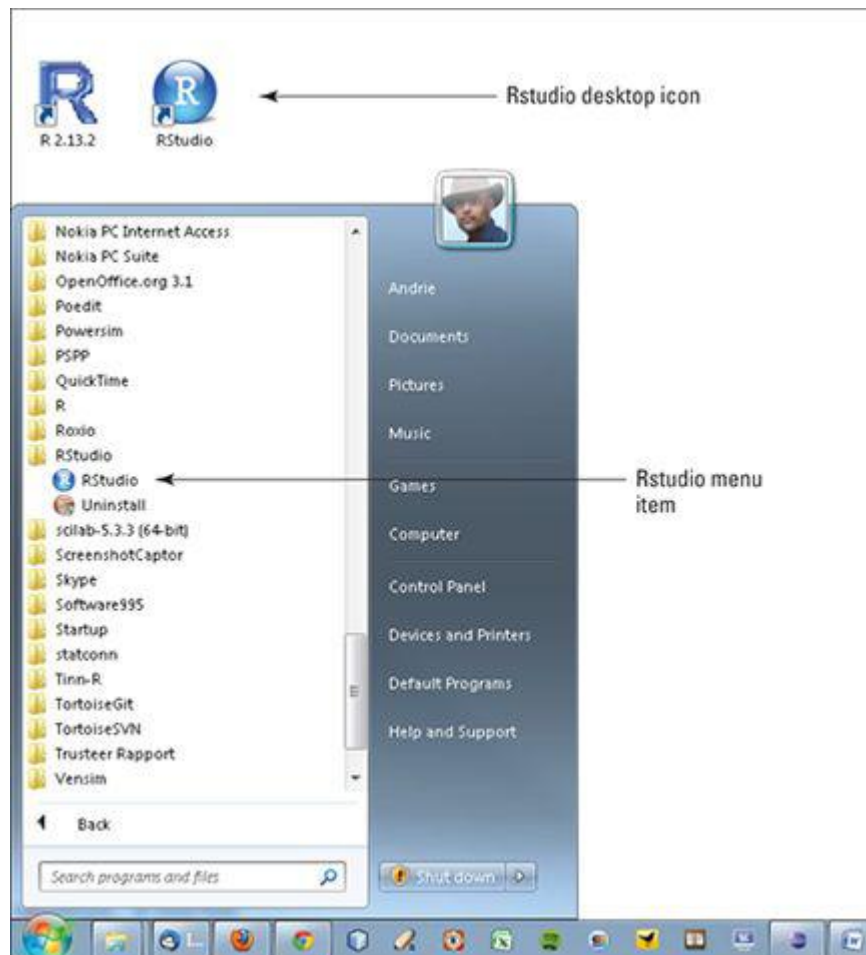 Rstudio desktop icon
R 2.13.2
RStudio
Nokia PC Internet Access
Nokia PC Suite
OpenOffice.org 3.1
Poedit
Powersim
PSPP
QuickTime
R
Roxio
RStudio
RStudio
Uninstall
scilab-5.3.3 (64-bit)
ScreenshotCaptor
Skype
Software995
Startup
statconn
Tinn-R
TortoiseGit
TortoiseSVN
Trusteer Rapport
Vensim
Back
Search programs and files
Andrie
Documents
Pictures
Music
Games
Computer
Control Panel
Devices and Printers
Default Programs
Help and Support
Shut down
Rstudio menu
item